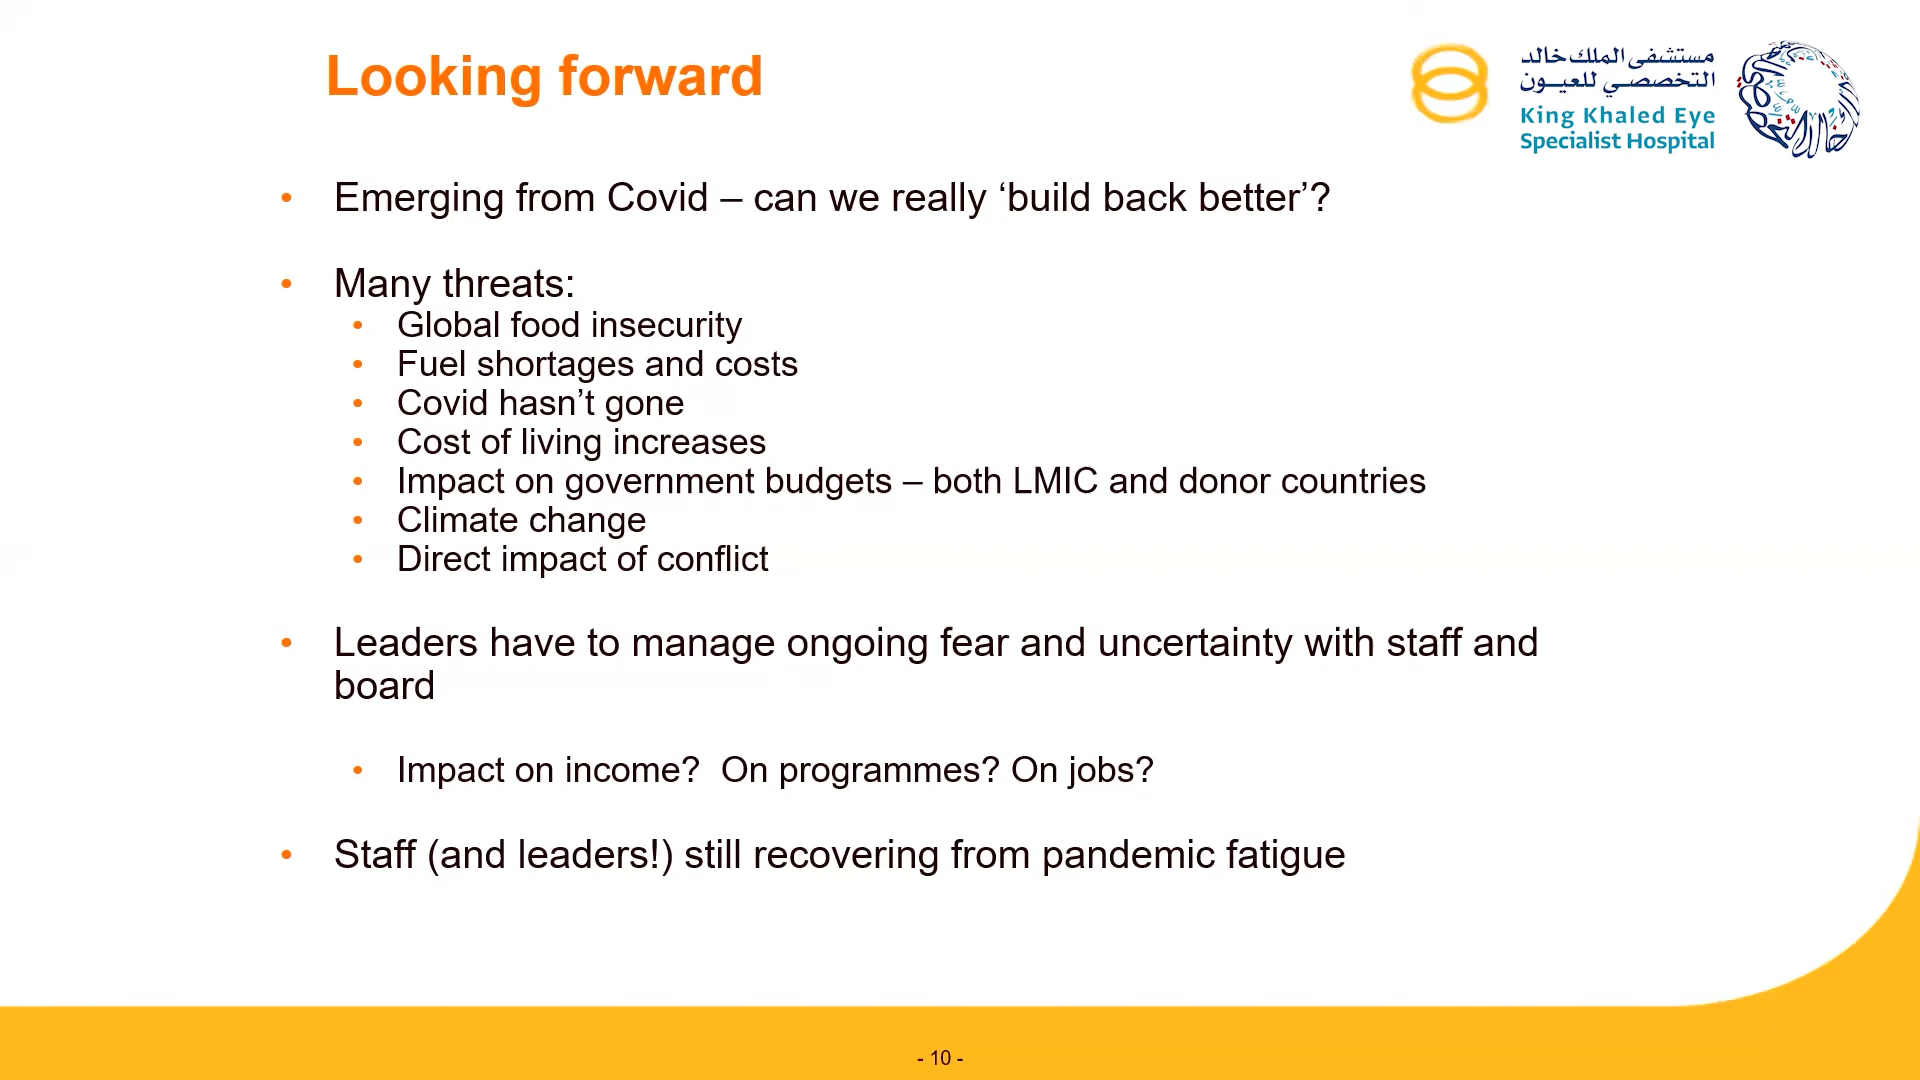 Looking forward
مستشفى الملك خالد
التخصصي للعيون
King Khaled Eye
Specialist Hospital
• Emerging from Covid – can we really ‘build back better’?
• Many threats:
• Global food insecurity
• Fuel shortages and costs
• Covid hasn’t gone
• Cost of living increases
• Impact on government budgets – both LMIC and donor countries
• Climate change
• Direct impact of conflict
• Leaders have to manage ongoing fear and uncertainty with staff and
board
• Impact on income?  On programmes? On jobs?
• Staff (and leaders!) still recovering from pandemic fatigue
- 10 -